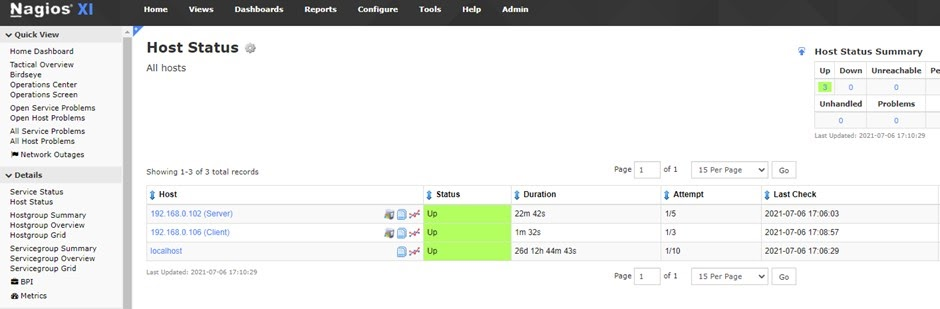 Nagios XI Home Views Dashboards Reports Configure Tools Help Admin
Quick View
Home Dashboard
Tactical Overview
Birdseye
Operations Center
Operations Screen
Open Service Problems
Open Host Problems
All Service Problems
All Host Problems
Network Outages
Details
Service Status
Host Status
Hostgroup Summary
Hostgroup Overview
Hostgroup Grid
Servicegroup Summary
Servicegroup Overview
Servicegroup Grid
BPI
Metrics
Host Status
All hosts
Host Status Summary
Up Down Unreachable Pe
3 0 0
Unhandled Problems
0 0
Last Updated: 2021-07-06 17:10:29
Showing 1-3 of 3 total records
Page 1 of 1 15 Per Page Go
Host Status Duration Attempt Last Check
192.168.0.102 (Server) Up 22m 42s 1/5 2021-07-06 17:06:03
192.168.0.106 (Client) Up 1m 32s 1/3 2021-07-06 17:08:57
localhost Up 26d 12h 44m 43s 1/10 2021-07-06 17:06:29
Last Updated: 2021-07-06 17:10:29
Page 1 of 1 15 Per Page Go